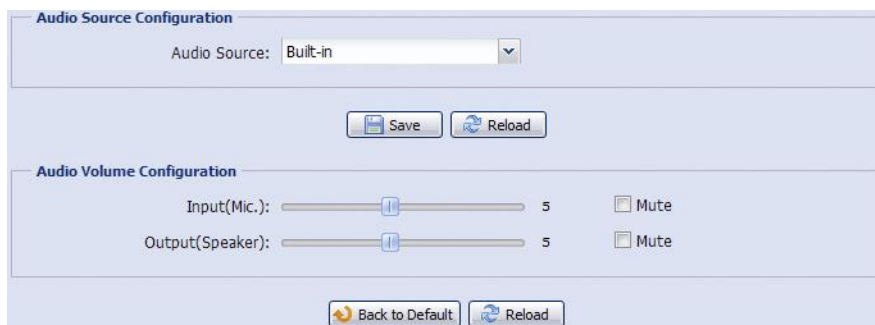 Audio Source Configuration
Audio Source: Built-in
Save Reload
Audio Volume Configuration
Input(Mic.): 5 Mute
Output(Speaker): 5 Mute
Back to Default Reload